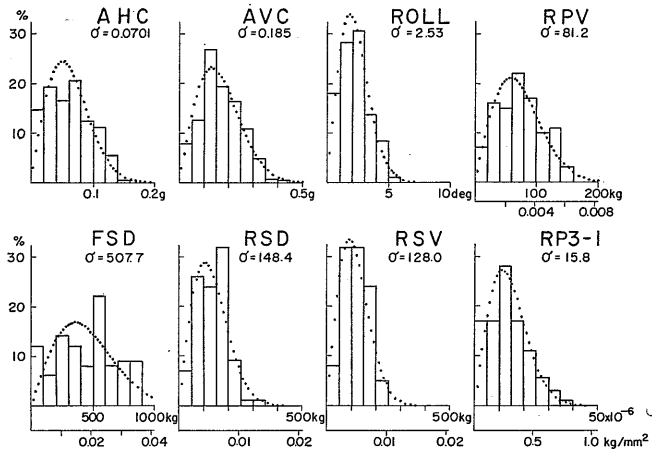 % AHC AVC ROLL RPV
σ=0.0701 σ=0.185 σ=2.53 σ=81.2
30
20
10
0.1 0.2g 0.5g 5 10deg 100 200kg
0.004 0.008
% FSD RSD RSV RP3-1
σ=507.7 σ=148.4 σ=128.0 σ=15.8
30
20
10
500 1000kg 500kg 500kg 50x10⁻⁶
0.02 0.04 0.01 0.02 0.01 0.02 0.5 1.0 kg/mm²